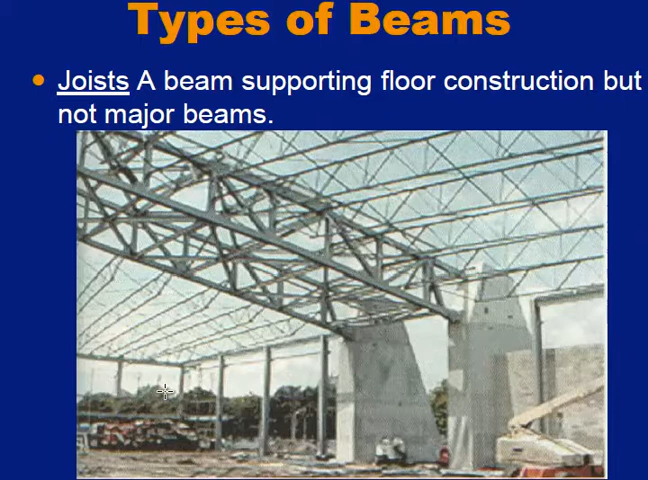 Types of Beams
Joists A beam supporting floor construction but
not major beams.